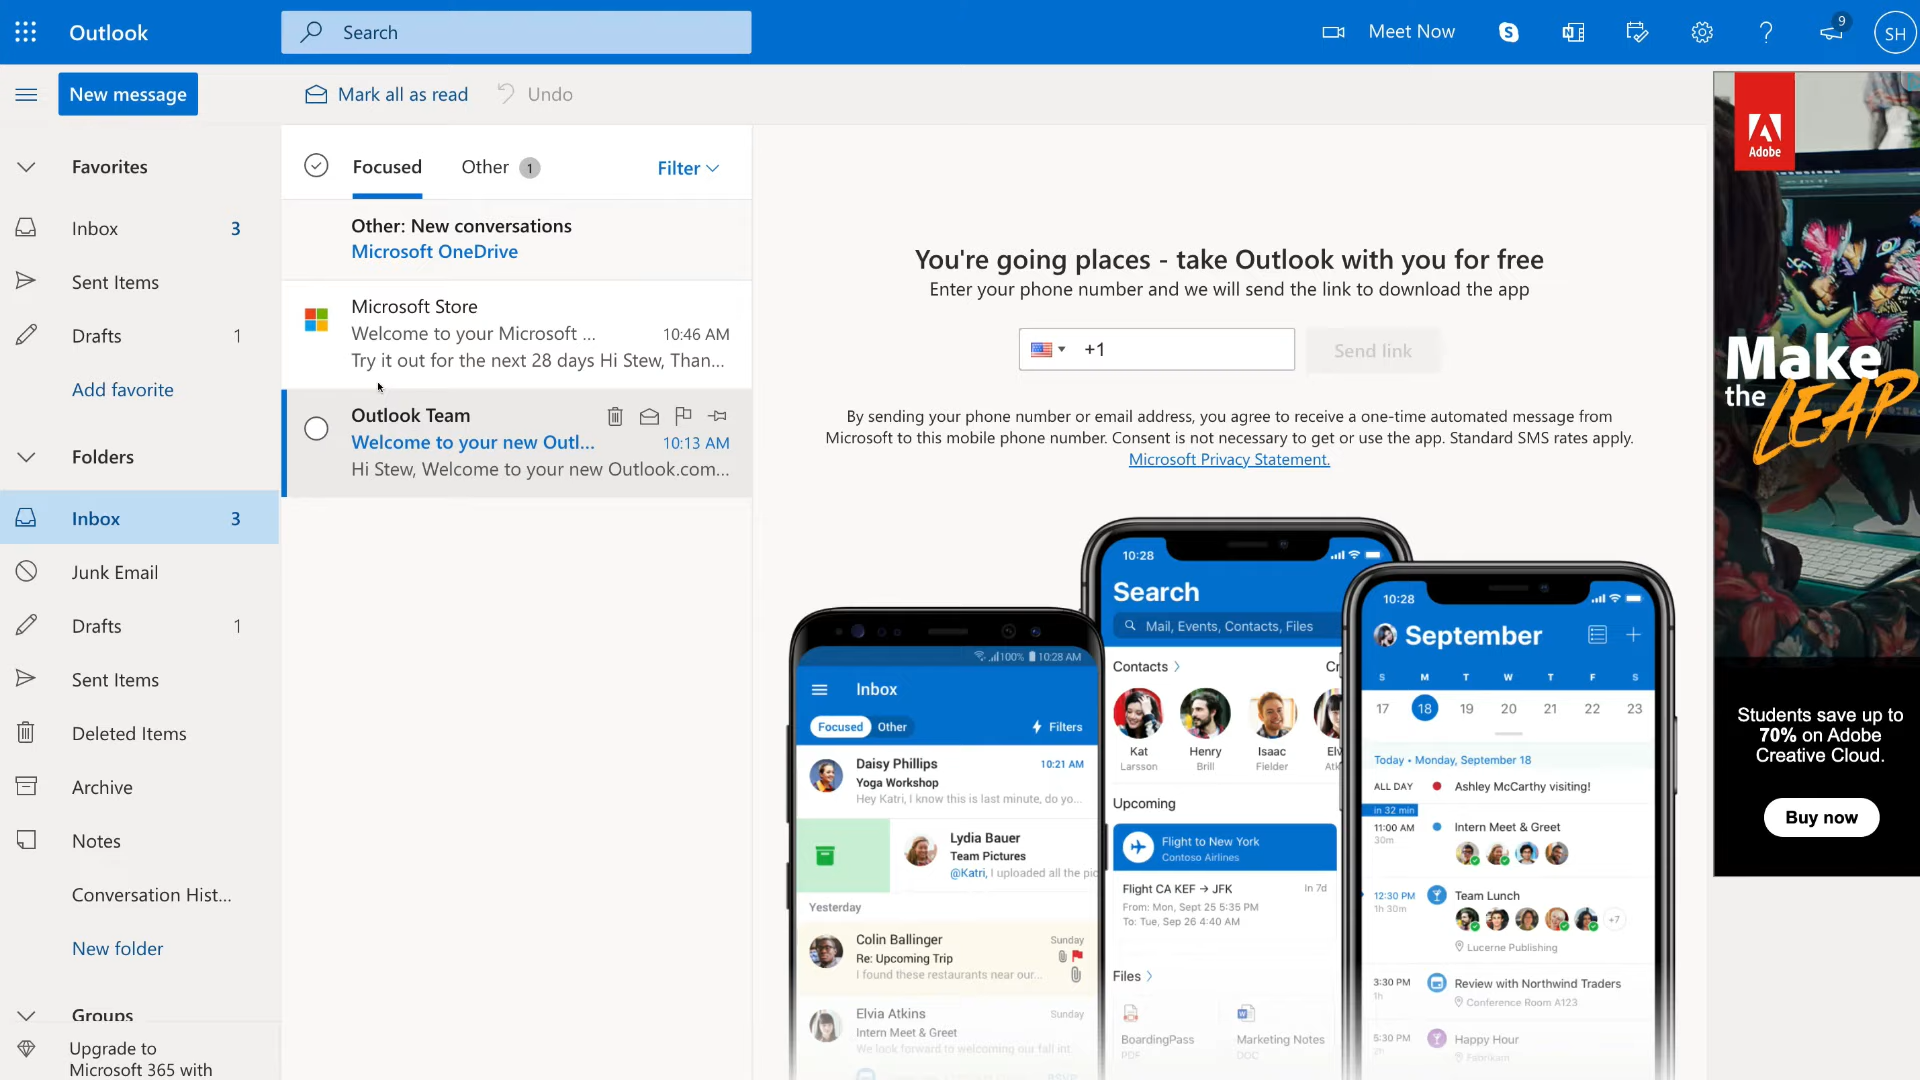 Outlook
Search
Meet Now
9
SH
New message
Mark all as read
Undo
Favorites
Inbox 3
Sent Items
Drafts 1
Add favorite
Folders
Inbox 3
Junk Email
Drafts 1
Sent Items
Deleted Items
Archive
Notes
Conversation Hist...
New folder
Groups
Upgrade to
Microsoft 365 with
Focused
Other 1
Filter
Other: New conversations
Microsoft OneDrive
Microsoft Store
Welcome to your Microsoft ... 10:46 AM
Try it out for the next 28 days Hi Stew, Than...
Outlook Team
Welcome to your new Outl... 10:13 AM
Hi Stew, Welcome to your new Outlook.com...
You're going places - take Outlook with you for free
Enter your phone number and we will send the link to download the app
+1
Send link
By sending your phone number or email address, you agree to receive a one-time automated message from
Microsoft to this mobile phone number. Consent is not necessary to get or use the app. Standard SMS rates apply.
Microsoft Privacy Statement.
100% 10:28 AM
Inbox
Focused Other Filters
Daisy Phillips 10:21 AM
Yoga Workshop
Hey Katri, I know this is last minute, do yo...
Lydia Bauer
Team Pictures
@Katri, I uploaded all the pic
Yesterday
Colin Ballinger Sunday
Re: Upcoming Trip
I found these restaurants near our...
Elvia Atkins Sunday
Intern Meet & Greet
We look forward to welcoming our fall int
10:28
Search
Mail, Events, Contacts, Files
Contacts
Kat
Larsson
Henry
Brill
Isaac
Fielder
Upcoming
Flight to New York
Contoso Airlines
Flight CA KEF → JFK In 7d
From: Mon, Sept 25 5:35 PM
To: Tue, Sep 26 4:40 AM
Files
BoardingPass
PDF
Marketing Notes
DOC
10:28
September
S M T W T F S
17 18 19 20 21 22 23
Today • Monday, September 18
ALL DAY Ashley McCarthy visiting!
in 32 min
11:00 AM Intern Meet & Greet
30m
12:30 PM Team Lunch
1h 30m
+7
Lucerne Publishing
3:30 PM Review with Northwind Traders
1h Conference Room A123
5:30 PM Happy Hour
Fabrikam
Adobe
Make
the LEAP
Students save up to
70% on Adobe
Creative Cloud.
Buy now